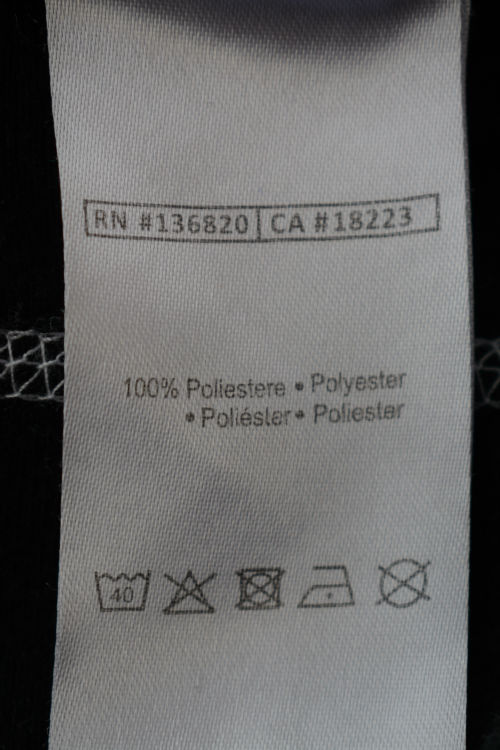 RN #136820 CA #18223
100% Poliestere • Polyester
• Poliéster • Poliester
40